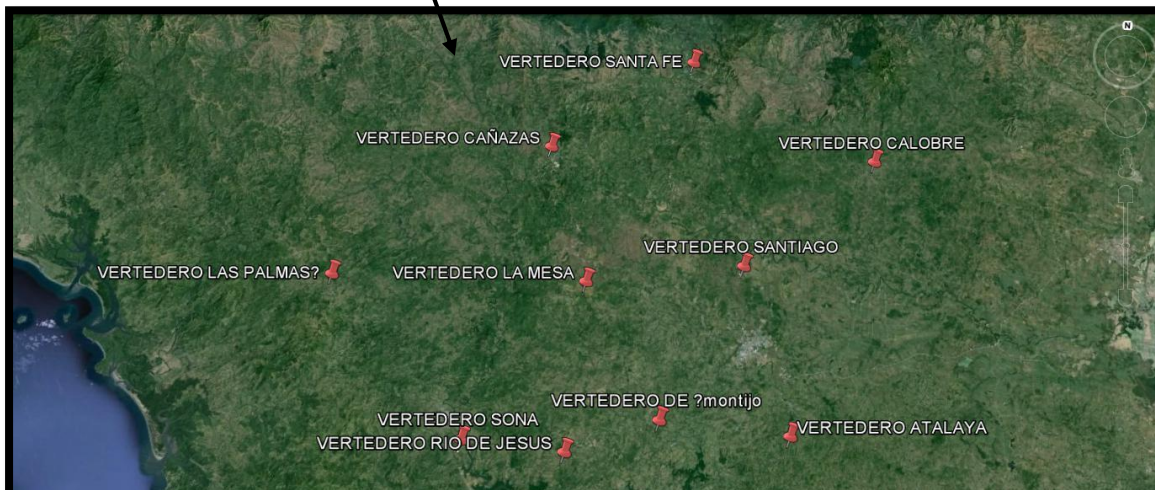 N
VERTEDERO SANTA FE
VERTEDERO CAÑAZAS
VERTEDERO CALOBRE
VERTEDERO SANTIAGO
VERTEDERO LAS PALMAS?
VERTEDERO LA MESA
VERTEDERO DE ?montijo
VERTEDERO SONA
VERTEDERO ATALAYA
VERTEDERO RIO DE JESUS